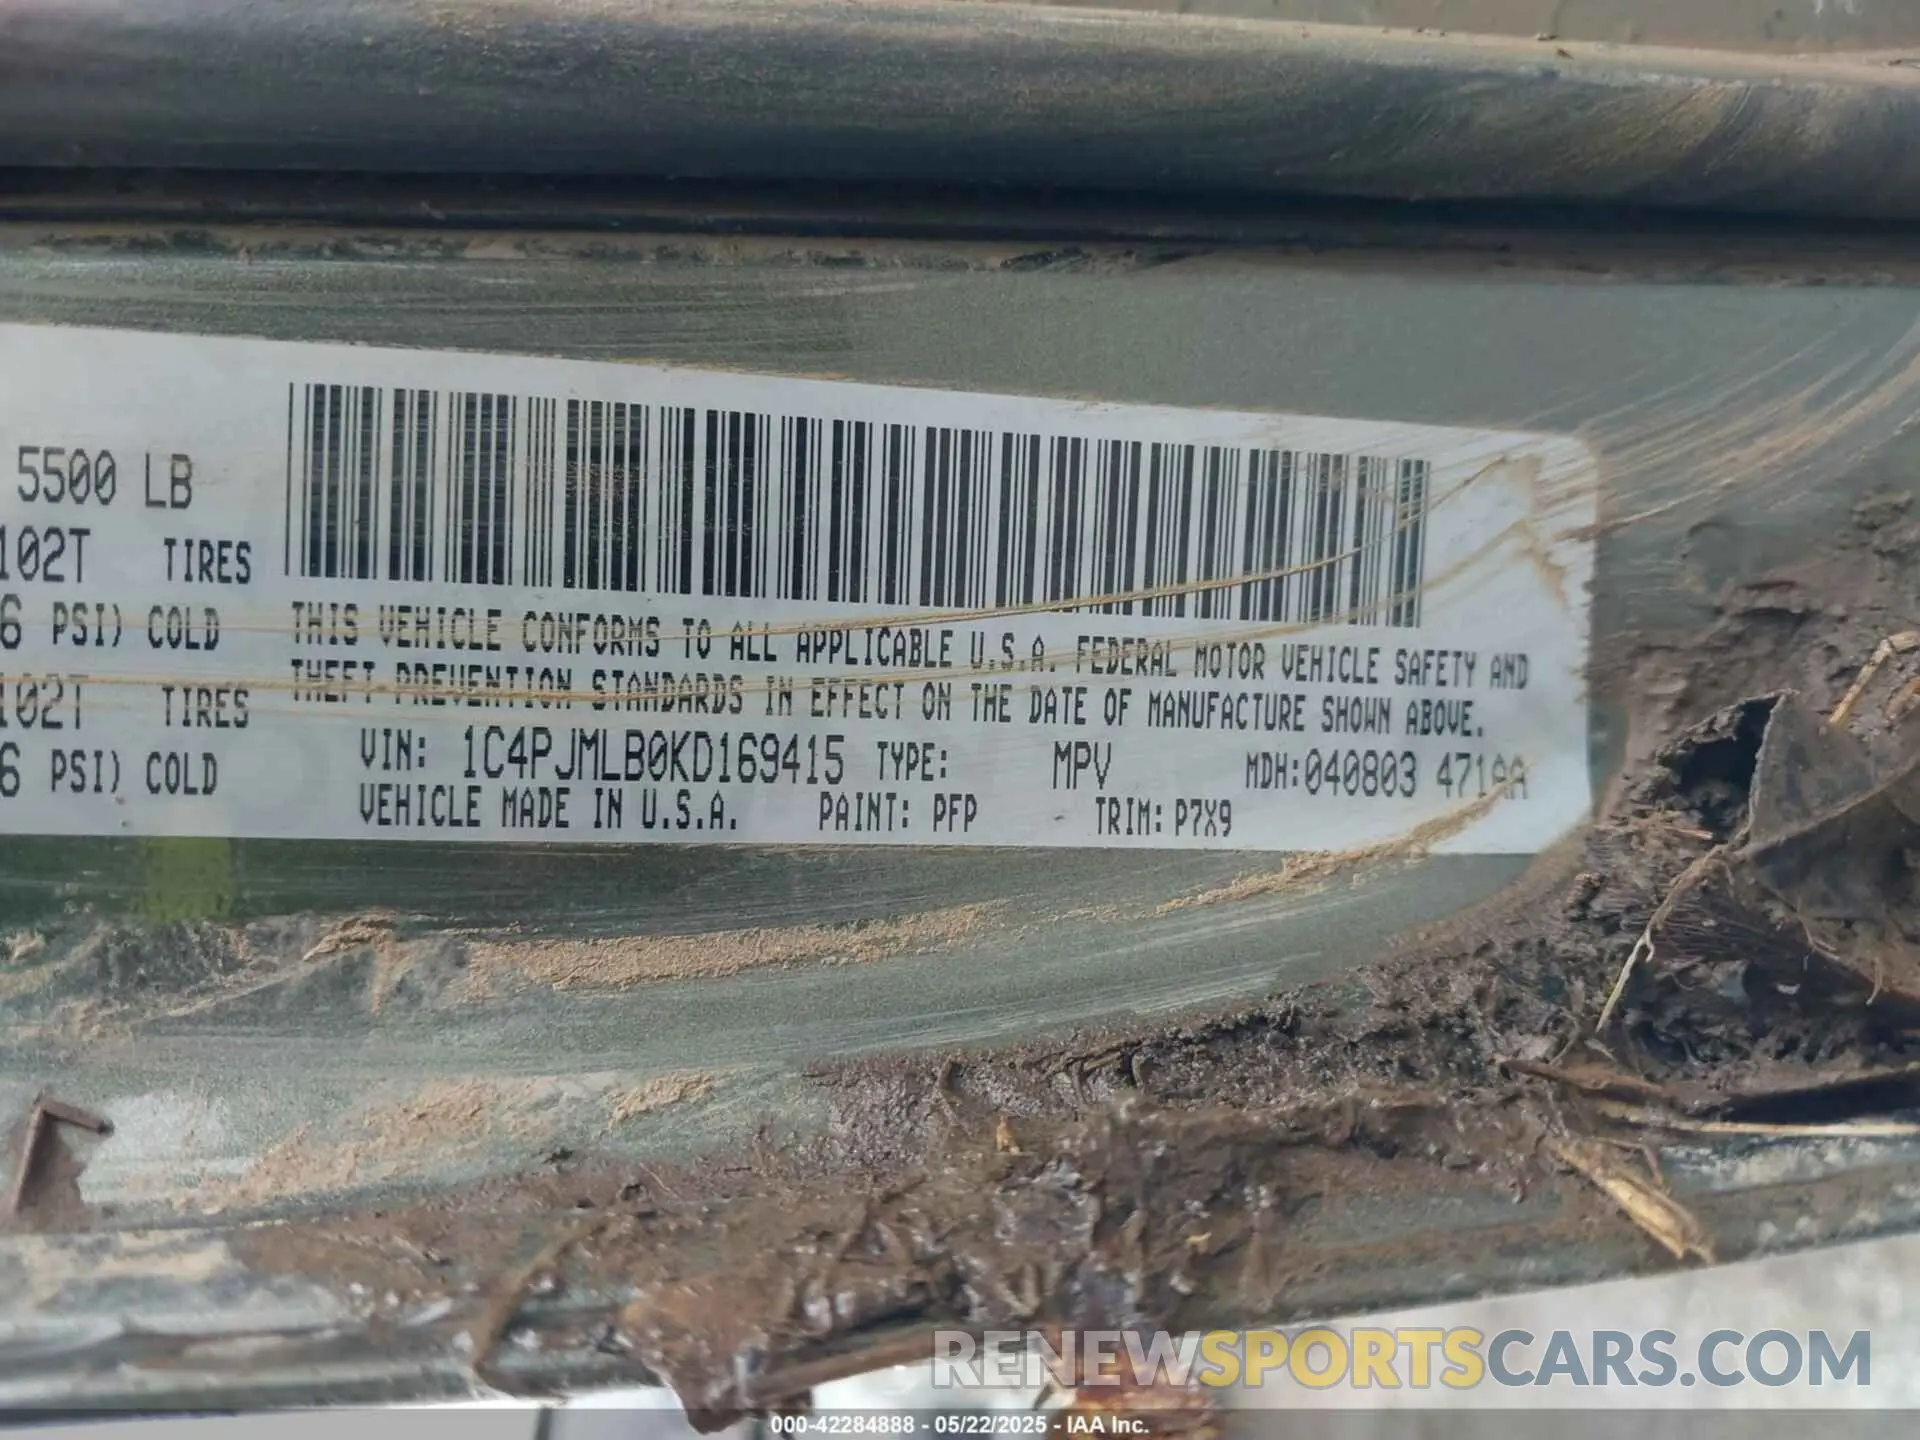 5500 LB
102T TIRES
6 PSI) COLD
102T TIRES
6 PSI) COLD
THIS VEHICLE CONFORMS TO ALL APPLICABLE U.S.A. FEDERAL MOTOR VEHICLE SAFETY AND
THEFT PREVENTION STANDARDS IN EFFECT ON THE DATE OF MANUFACTURE SHOWN ABOVE.
VIN: 1C4PJMLB0KD169415 TYPE: MPV MDH:040803 471AA
VEHICLE MADE IN U.S.A. PAINT: PFP TRIM: P7X9
RENEWSPORTSCARS.COM
000-42284888 - 05/22/2025 - IAA Inc.